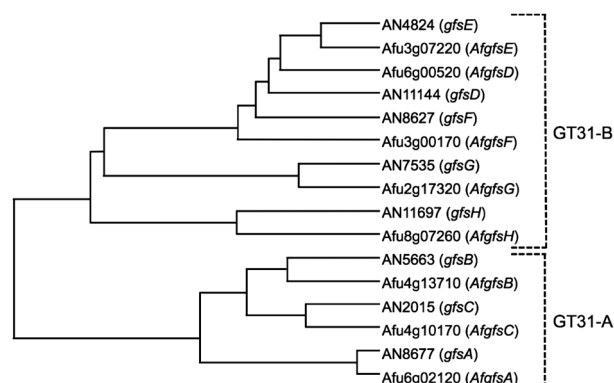 AN4824 (gfsE)
Afu3g07220 (AfgfsE)
Afu6g00520 (AfgfsD)
AN11144 (gfsD)
AN8627 (gfsF)
Afu3g00170 (AfgfsF)
AN7535 (gfsG)
Afu2g17320 (AfgfsG)
AN11697 (gfsH)
Afu8g07260 (AfgfsH)
GT31-B
AN5663 (gfsB)
Afu4g13710 (AfgfsB)
AN2015 (gfsC)
Afu4g10170 (AfgfsC)
AN8677 (gfsA)
Afu6g02120 (AfgfsA)
GT31-A